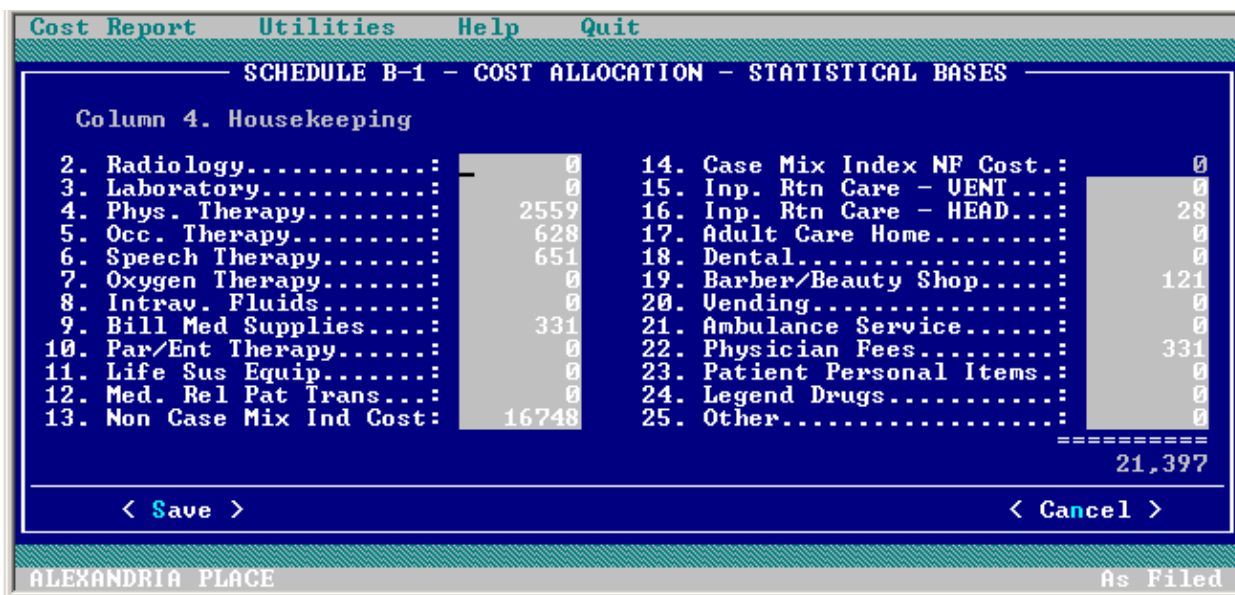 Cost Report Utilities Help Quit
SCHEDULE B-1 - COST ALLOCATION - STATISTICAL BASES
Column 4. Housekeeping
2. Radiology............: 0 14. Case Mix Index NF Cost.: 0
3. Laboratory...........: 0 15. Inp. Rtn Care - VENT...: 0
4. Phys. Therapy........: 2559 16. Inp. Rtn Care - HEAD...: 28
5. Occ. Therapy.........: 628 17. Adult Care Home........: 0
6. Speech Therapy.......: 651 18. Dental.................: 0
7. Oxygen Therapy.......: 0 19. Barber/Beauty Shop.....: 121
8. Intrav. Fluids.......: 0 20. Vending................: 0
9. Bill Med Supplies....: 331 21. Ambulance Service......: 0
10. Par/Ent Therapy......: 0 22. Physician Fees.........: 331
11. Life Sus Equip.......: 0 23. Patient Personal Items.: 0
12. Med. Rel Pat Trans...: 0 24. Legend Drugs...........: 0
13. Non Case Mix Ind Cost: 16748 25. Other..................: 0
==========
21,397
< Save > < Cancel >
ALEXANDRIA PLACE As Filed